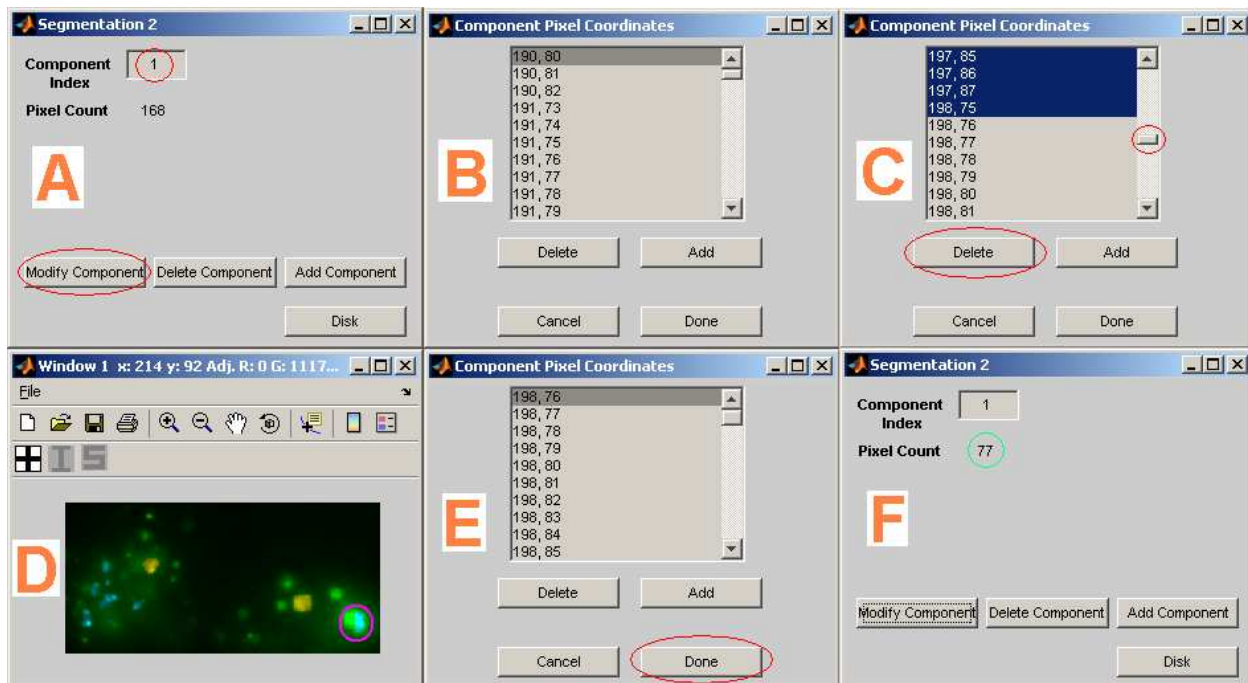 Segmentation 2
Component
Index
1
Pixel Count 168
A
Modify Component Delete Component Add Component
Disk
Component Pixel Coordinates
190, 80
190, 81
190, 82
191, 73
191, 74
191, 75
191, 76
191, 77
191, 78
191, 79
B
Delete Add
Cancel Done
Component Pixel Coordinates
197, 85
197, 86
197, 87
198, 75
198, 76
198, 77
198, 78
198, 79
198, 80
198, 81
C
Delete Add
Cancel Done
Window 1 x: 214 y: 92 Adj. R: 0 G: 1117...
File
I S
D
Component Pixel Coordinates
198, 76
198, 77
198, 78
198, 79
198, 80
198, 81
198, 82
198, 83
198, 84
198, 85
E
Delete Add
Cancel Done
Segmentation 2
Component
Index
1
Pixel Count 77
F
Modify Component Delete Component Add Component
Disk